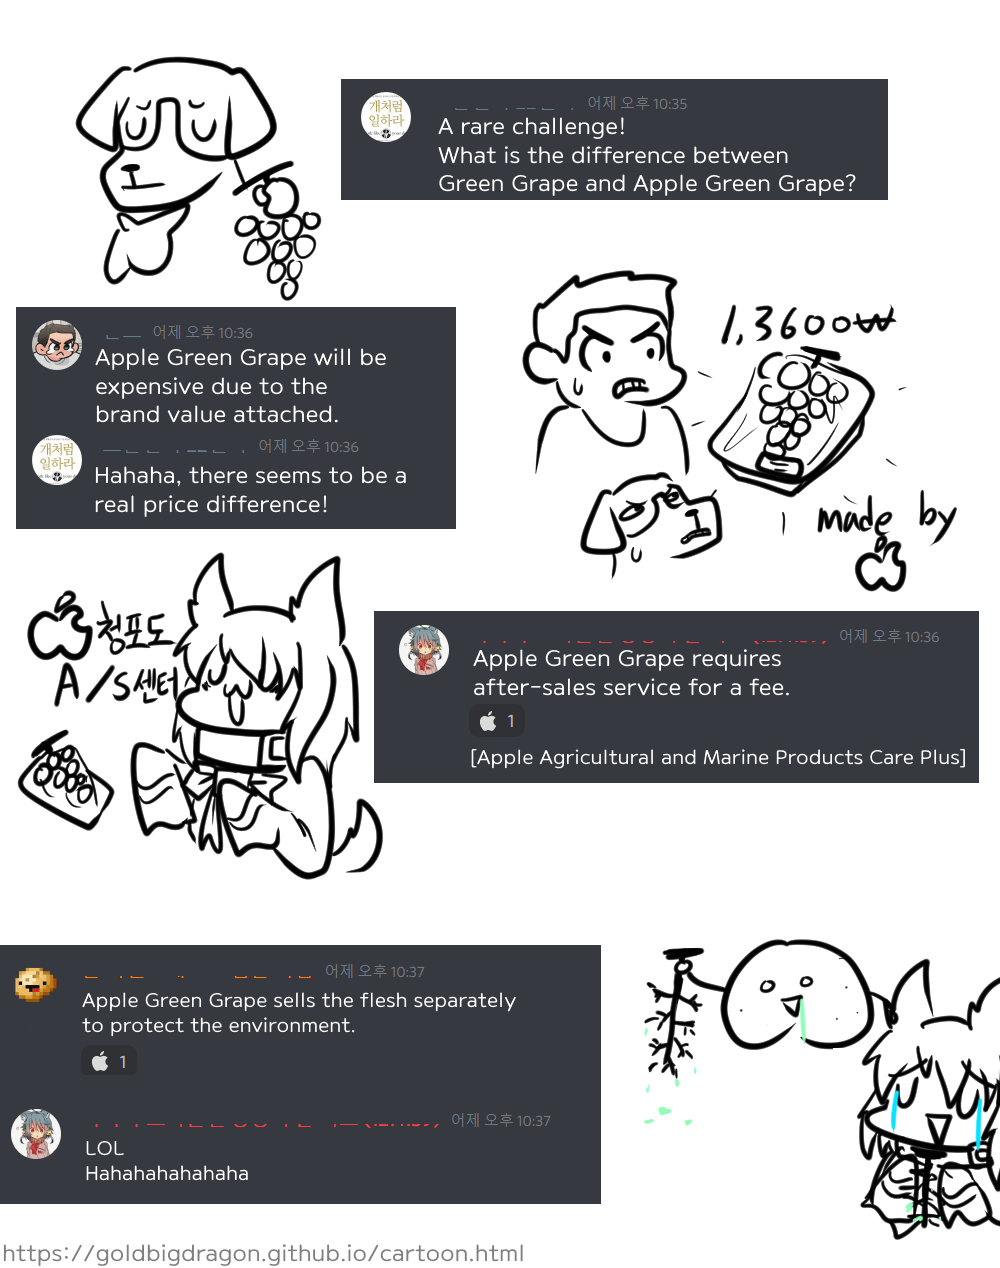 개처럼
일하라
어제 오후 10:35
A rare challenge!
What is the difference between
Green Grape and Apple Green Grape?
어제 오후 10:36
Apple Green Grape will be
expensive due to the
brand value attached.
개처럼
일하라
어제 오후 10:36
Hahaha, there seems to be a
real price difference!
1,3600₩
made by
청포도
A/S센터
어제 오후 10:36
Apple Green Grape requires
after-sales service for a fee.
1
[Apple Agricultural and Marine Products Care Plus]
어제 오후 10:37
Apple Green Grape sells the flesh separately
to protect the environment.
1
어제 오후 10:37
LOL
Hahahahahahaha
https://goldbigdragon.github.io/cartoon.html